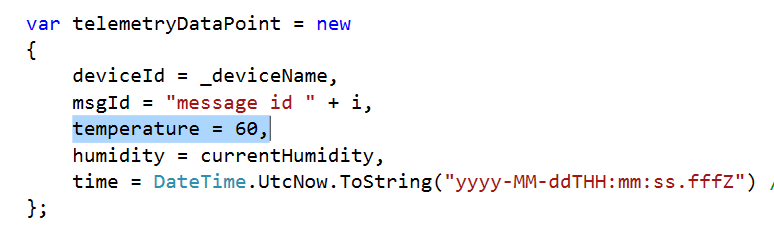 var telemetryDataPoint = new
{
deviceId = _deviceName,
msgId = "message id " + i,
temperature = 60,
humidity = currentHumidity,
time = DateTime.UtcNow.ToString("yyyy-MM-ddTHH:mm:ss.fffZ") /
};